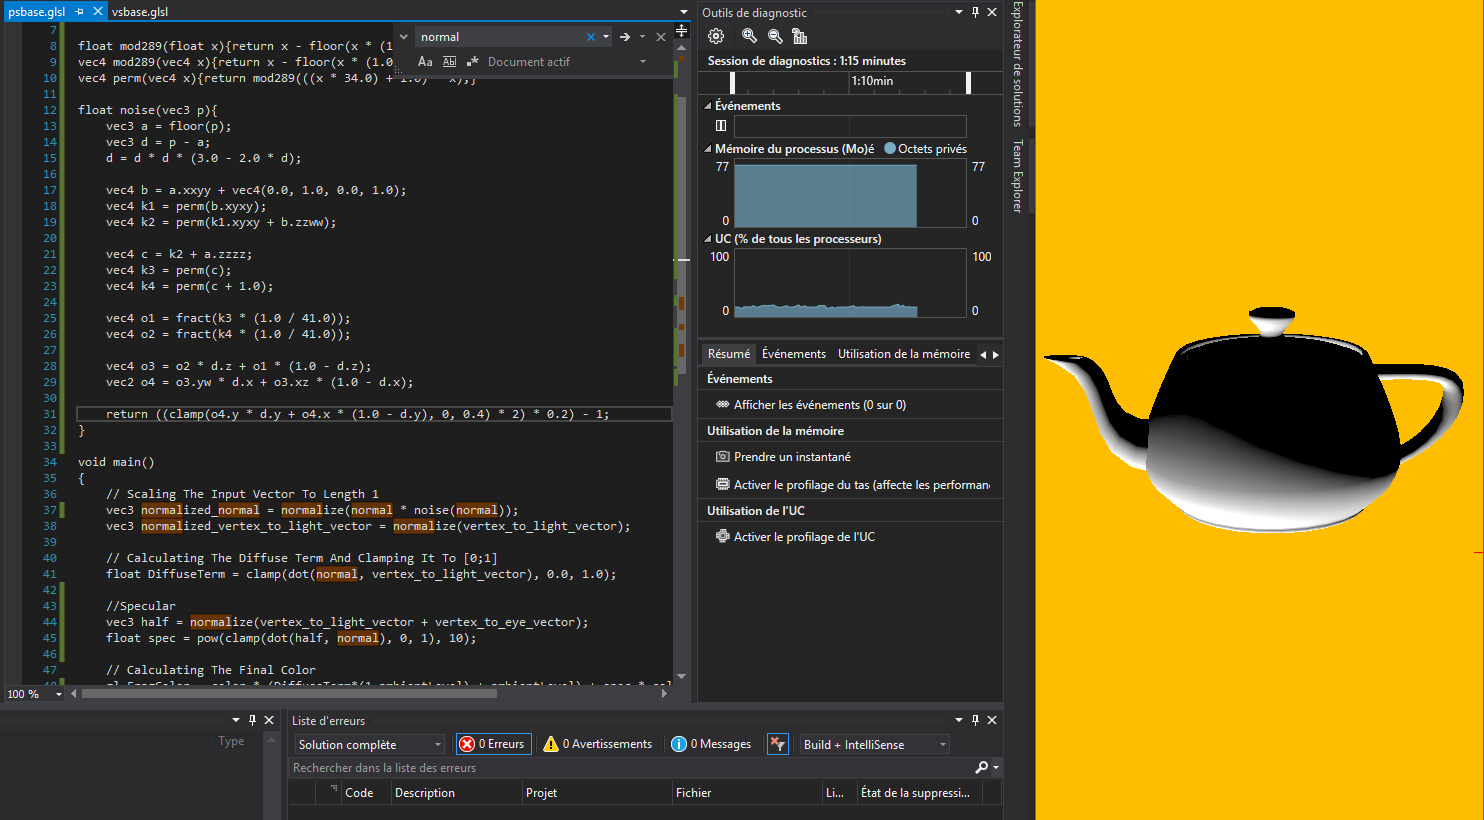 psbase.glsl
vsbase.glsl
normal
Aa
Document actif
7
8 float mod289(float x){return x - floor(x * (1
9 vec4 mod289(vec4 x){return x - floor(x * (1.0
10 vec4 perm(vec4 x){return mod289(((x * 34.0) + 1.0) * x);}
11
12 float noise(vec3 p){
13 vec3 a = floor(p);
14 vec3 d = p - a;
15 d = d * d * (3.0 - 2.0 * d);
16
17 vec4 b = a.xxyy + vec4(0.0, 1.0, 0.0, 1.0);
18 vec4 k1 = perm(b.xyxy);
19 vec4 k2 = perm(k1.xyxy + b.zzww);
20
21 vec4 c = k2 + a.zzzz;
22 vec4 k3 = perm(c);
23 vec4 k4 = perm(c + 1.0);
24
25 vec4 o1 = fract(k3 * (1.0 / 41.0));
26 vec4 o2 = fract(k4 * (1.0 / 41.0));
27
28 vec4 o3 = o2 * d.z + o1 * (1.0 - d.z);
29 vec2 o4 = o3.yw * d.x + o3.xz * (1.0 - d.x);
30
31 return ((clamp(o4.y * d.y + o4.x * (1.0 - d.y), 0, 0.4) * 2) * 0.2) - 1;
32 }
33
34 void main()
35 {
36 // Scaling The Input Vector To Length 1
37 vec3 normalized_normal = normalize(normal * noise(normal));
38 vec3 normalized_vertex_to_light_vector = normalize(vertex_to_light_vector);
39
40 // Calculating The Diffuse Term And Clamping It To [0;1]
41 float DiffuseTerm = clamp(dot(normal, vertex_to_light_vector), 0.0, 1.0);
42
43 //Specular
44 vec3 half = normalize(vertex_to_light_vector + vertex_to_eye_vector);
45 float spec = pow(clamp(dot(half, normal), 0, 1), 10);
46
47 // Calculating The Final Color
100 %
Outils de diagnostic
Session de diagnostics : 1:15 minutes
1:10min
Événements
Mémoire du processus (Mo)é Octets privés
77 77
0 0
UC (% de tous les processeurs)
100 100
0 0
Résumé Événements Utilisation de la mémoire
Événements
Afficher les événements (0 sur 0)
Utilisation de la mémoire
Prendre un instantané
Activer le profilage du tas (affecte les performan
Utilisation de l'UC
Activer le profilage de l'UC
Explorateur de solutions
Team Explorer
Type
Liste d'erreurs
Solution complète
0 Erreurs
0 Avertissements
0 Messages
Build + IntelliSense
Rechercher dans la liste des erreurs
Code Description Projet Fichier Li... État de la suppressi...